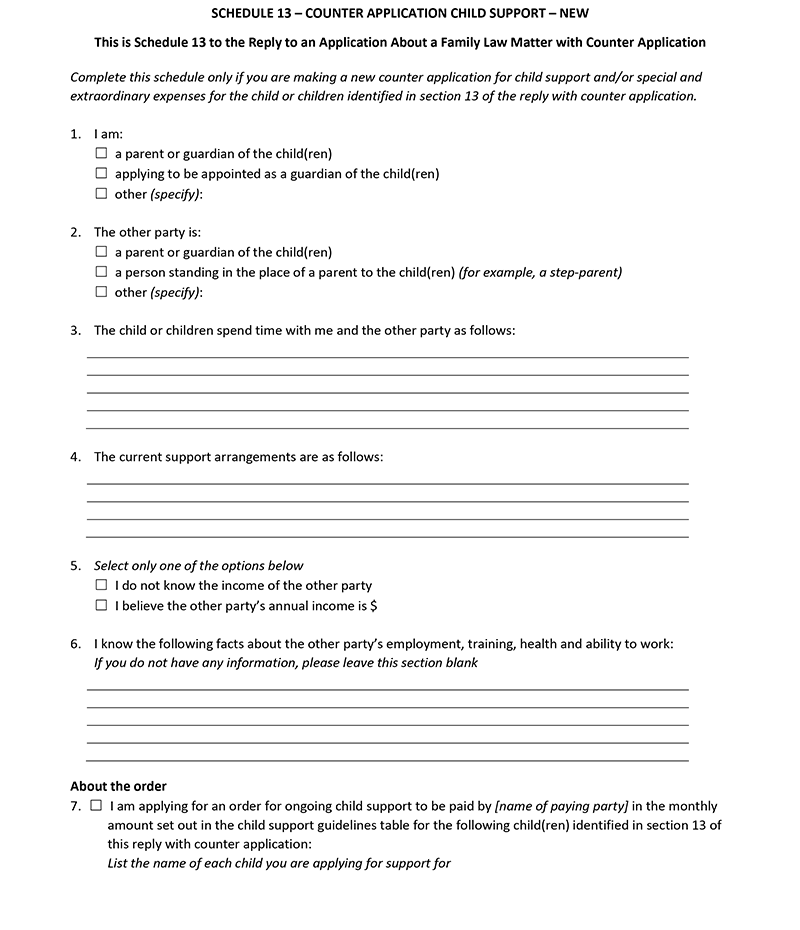 SCHEDULE 13 – COUNTER APPLICATION CHILD SUPPORT – NEW
This is Schedule 13 to the Reply to an Application About a Family Law Matter with Counter Application
Complete this schedule only if you are making a new counter application for child support and/or special and
extraordinary expenses for the child or children identified in section 13 of the reply with counter application.
1. I am:
☐ a parent or guardian of the child(ren)
☐ applying to be appointed as a guardian of the child(ren)
☐ other (specify):
2. The other party is:
☐ a parent or guardian of the child(ren)
☐ a person standing in the place of a parent to the child(ren) (for example, a step-parent)
☐ other (specify):
3. The child or children spend time with me and the other party as follows:
4. The current support arrangements are as follows:
5. Select only one of the options below
☐ I do not know the income of the other party
☐ I believe the other party’s annual income is $
6. I know the following facts about the other party’s employment, training, health and ability to work:
If you do not have any information, please leave this section blank
About the order
7. ☐ I am applying for an order for ongoing child support to be paid by [name of paying party] in the monthly
amount set out in the child support guidelines table for the following child(ren) identified in section 13 of
this reply with counter application:
List the name of each child you are applying for support for